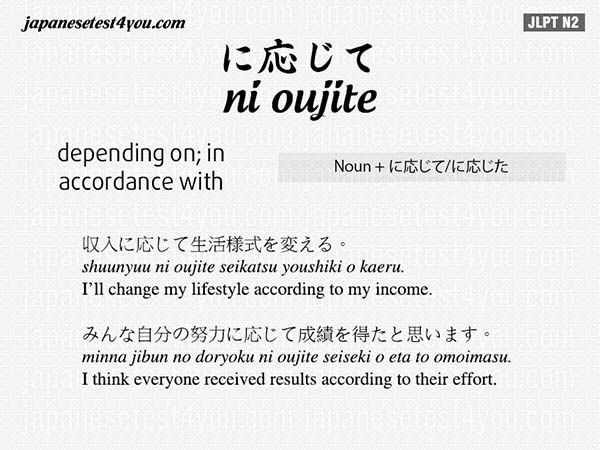 japanesetest4you.com
JLPT N2
に応じて
ni oujite
depending on; in
accordance with
Noun + に応じて/に応じた
収入に応じて生活様式を変える。
shuunyuu ni oujite seikatsu youshiki o kaeru.
I’ll change my lifestyle according to my income.
みんな自分の努力に応じて成績を得たと思います。
minna jibun no doryoku ni oujite seiseki o eta to omoimasu.
I think everyone received results according to their effort.